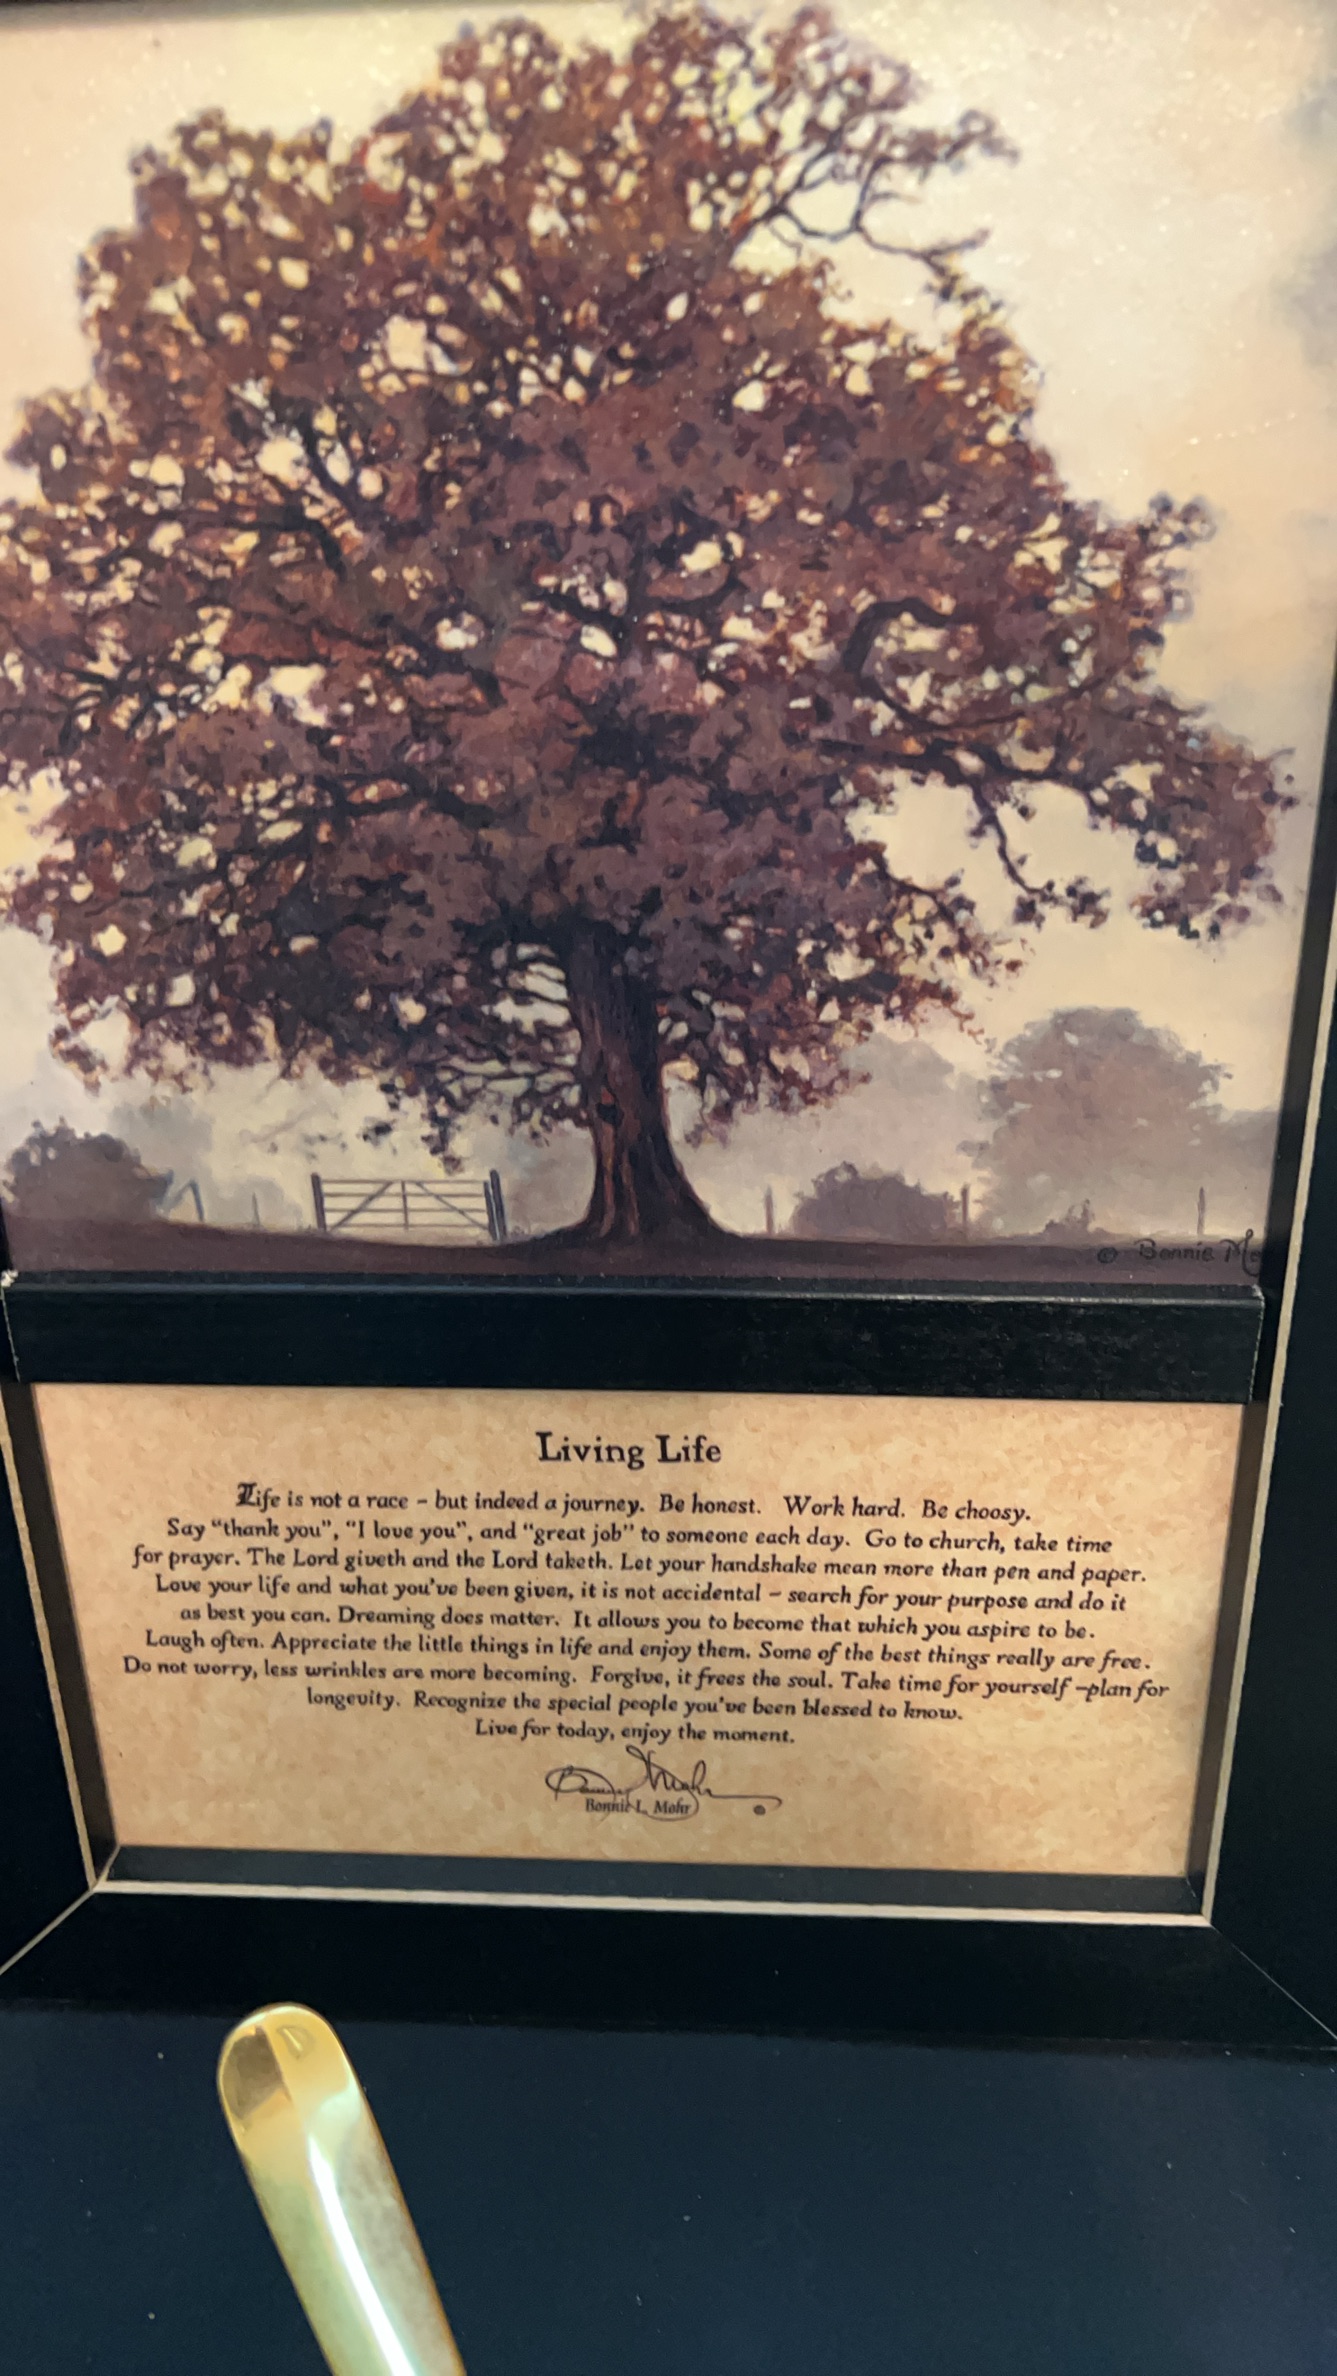 © Bonnie Mo
Living Life
Life is not a race – but indeed a journey. Be honest. Work hard. Be choosy.
Say “thank you”, “I love you”, and “great job” to someone each day. Go to church, take time
for prayer. The Lord giveth and the Lord taketh. Let your handshake mean more than pen and paper.
Love your life and what you’ve been given, it is not accidental – search for your purpose and do it
as best you can. Dreaming does matter. It allows you to become that which you aspire to be.
Laugh often. Appreciate the little things in life and enjoy them. Some of the best things really are free.
Do not worry, less wrinkles are more becoming. Forgive, it frees the soul. Take time for yourself –plan for
longevity. Recognize the special people you’ve been blessed to know.
Live for today, enjoy the moment.
Bonnie Mohr
Bonnie L. Mohr